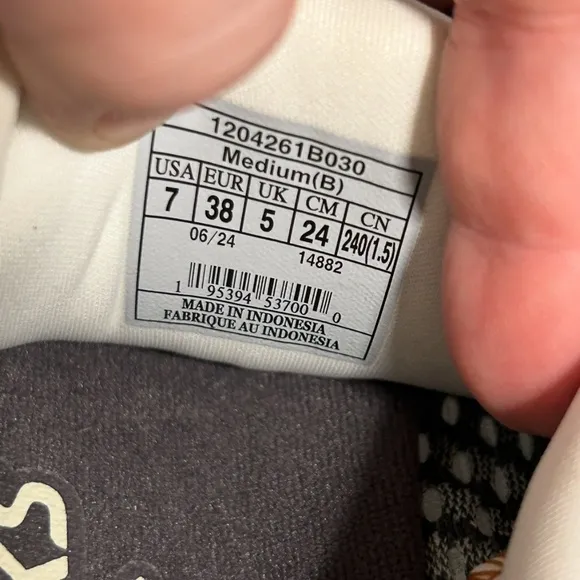 1204261B030
Medium(B)
USA EUR UK CM CN
7 38 5 24 240(1.5)
06/24 14882
1 95394 53700 0
MADE IN INDONESIA
FABRIQUE AU INDONESIA
KS